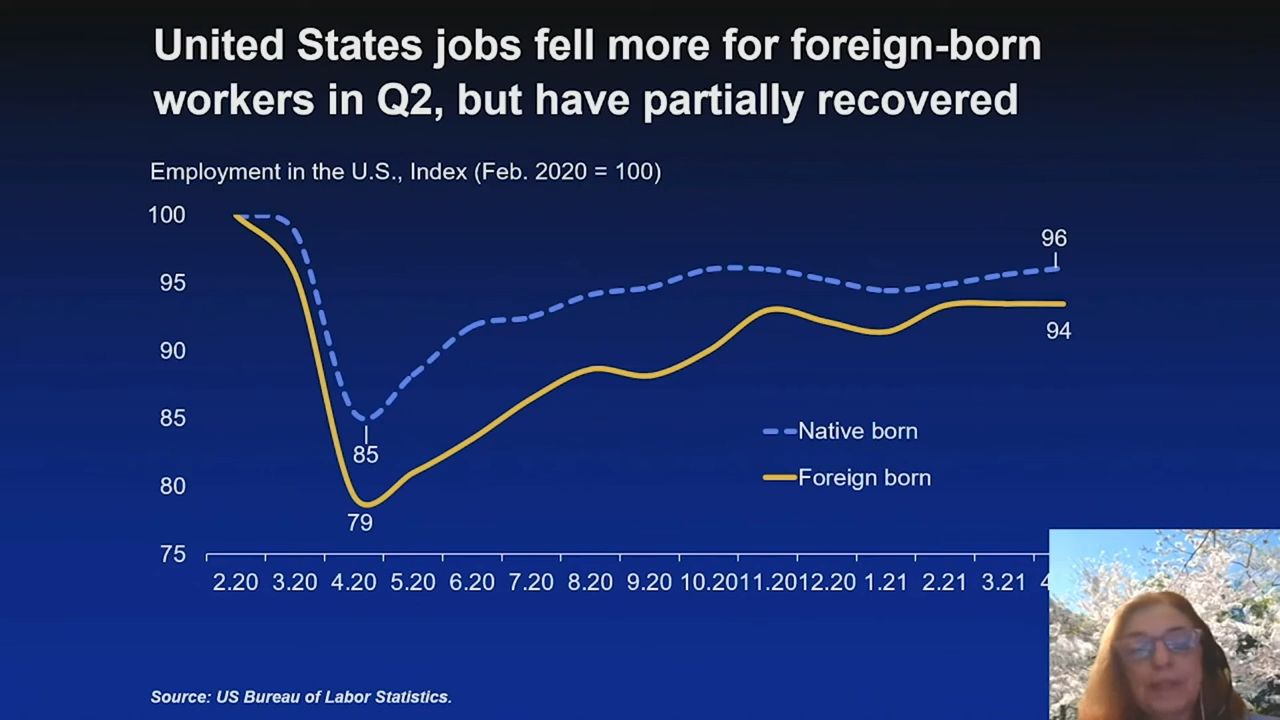 United States jobs fell more for foreign-born
workers in Q2, but have partially recovered
Employment in the U.S., Index (Feb. 2020 = 100)
100
95
90
85
80
75
96
94
85
79
Native born
Foreign born
2.20 3.20 4.20 5.20 6.20 7.20 8.20 9.20 10.20 11.20 12.20 1.21 2.21 3.21 4
Source: US Bureau of Labor Statistics.